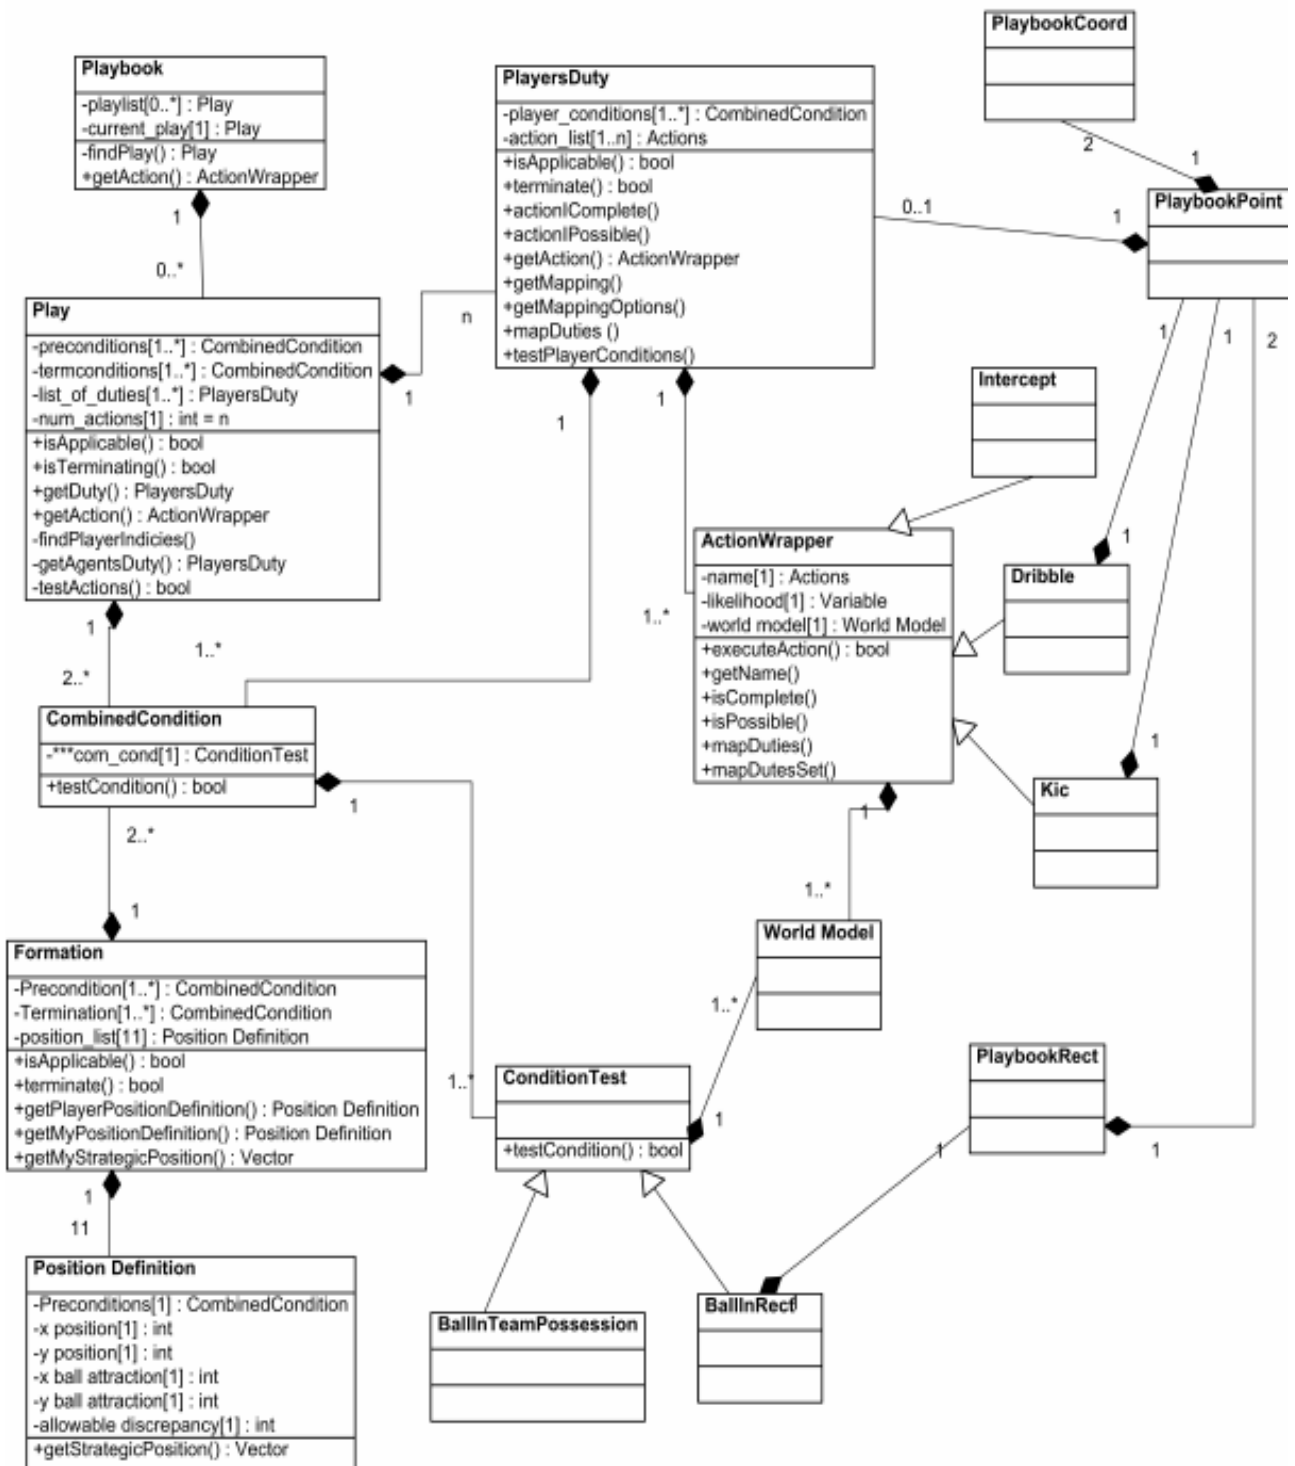 PlaybookCoord
2
1
Playbook
-playlist[0..*] : Play
-current_play[1] : Play
-findPlay() : Play
+getAction() : ActionWrapper
1
0..*
PlayersDuty
-player_conditions[1..*] : CombinedCondition
-action_list[1..n] : Actions
+isApplicable() : bool
+terminate() : bool
+actionIComplete()
+actionIPossible()
+getAction() : ActionWrapper
+getMapping()
+getMappingOptions()
+mapDuties ()
+testPlayerConditions()
0..1
1
PlaybookPoint
1
1
2
Play
-preconditions[1..*] : CombinedCondition
-termconditions[1..*] : CombinedCondition
-list_of_duties[1..*] : PlayersDuty
-num_actions[1] : int = n
+isApplicable() : bool
+isTerminating() : bool
+getDuty() : PlayersDuty
+getAction() : ActionWrapper
-findPlayerIndicies()
-getAgentsDuty() : PlayersDuty
-testActions() : bool
n
1
1
1
Intercept
ActionWrapper
-name[1] : Actions
-likelihood[1] : Variable
-world model[1] : World Model
+executeAction() : bool
+getName()
+isComplete()
+isPossible()
+mapDuties()
+mapDutesSet()
1..*
1
Dribble
1
Kic
1
1
1..*
2..*
CombinedCondition
-***com_cond[1] : ConditionTest
+testCondition() : bool
1
2..*
1
1..*
World Model
Formation
-Precondition[1..*] : CombinedCondition
-Termination[1..*] : CombinedCondition
-position_list[11] : Position Definition
+isApplicable() : bool
+terminate() : bool
+getPlayerPositionDefinition() : Position Definition
+getMyPositionDefinition() : Position Definition
+getMyStrategicPosition() : Vector
1..*
ConditionTest
+testCondition() : bool
1..*
1
PlaybookRect
1
1
1
11
Position Definition
-Preconditions[1] : CombinedCondition
-x position[1] : int
-y position[1] : int
-x ball attraction[1] : int
-y ball attraction[1] : int
-allowable discrepancy[1] : int
+getStrategicPosition() : Vector
BallInTeamPossession
BallInRect